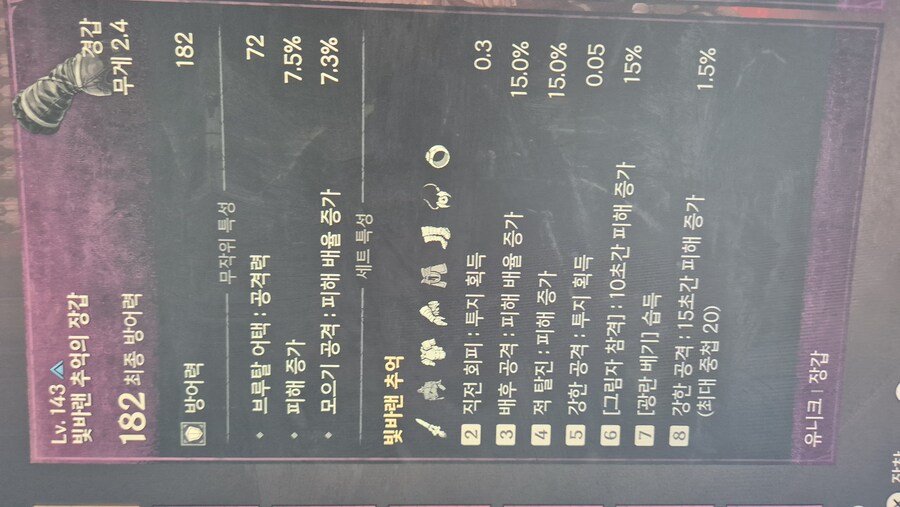 Lv. 143
빛바랜 추억의 장갑
경갑
182 최종 방어력
무게 2.4
방어력 182
무작위 특성
브루탈 어택 : 공격력 72
피해 증가 7.5%
모으기 공격 : 피해 배율 증가 7.3%
세트 특성
빛바랜 추억
2 직전 회피 : 투지 획득 0.3
3 배후 공격 : 피해 배율 증가 15.0%
4 적 탈진 : 피해 증가 15.0%
5 강한 공격 : 투지 획득 0.05
6 [그림자 참격] : 10초간 피해 증가 15%
7 [광란 베기] 습득
8 강한 공격 : 15초간 피해 증가 1.5%
(최대 중첩 20)
유니크 장갑